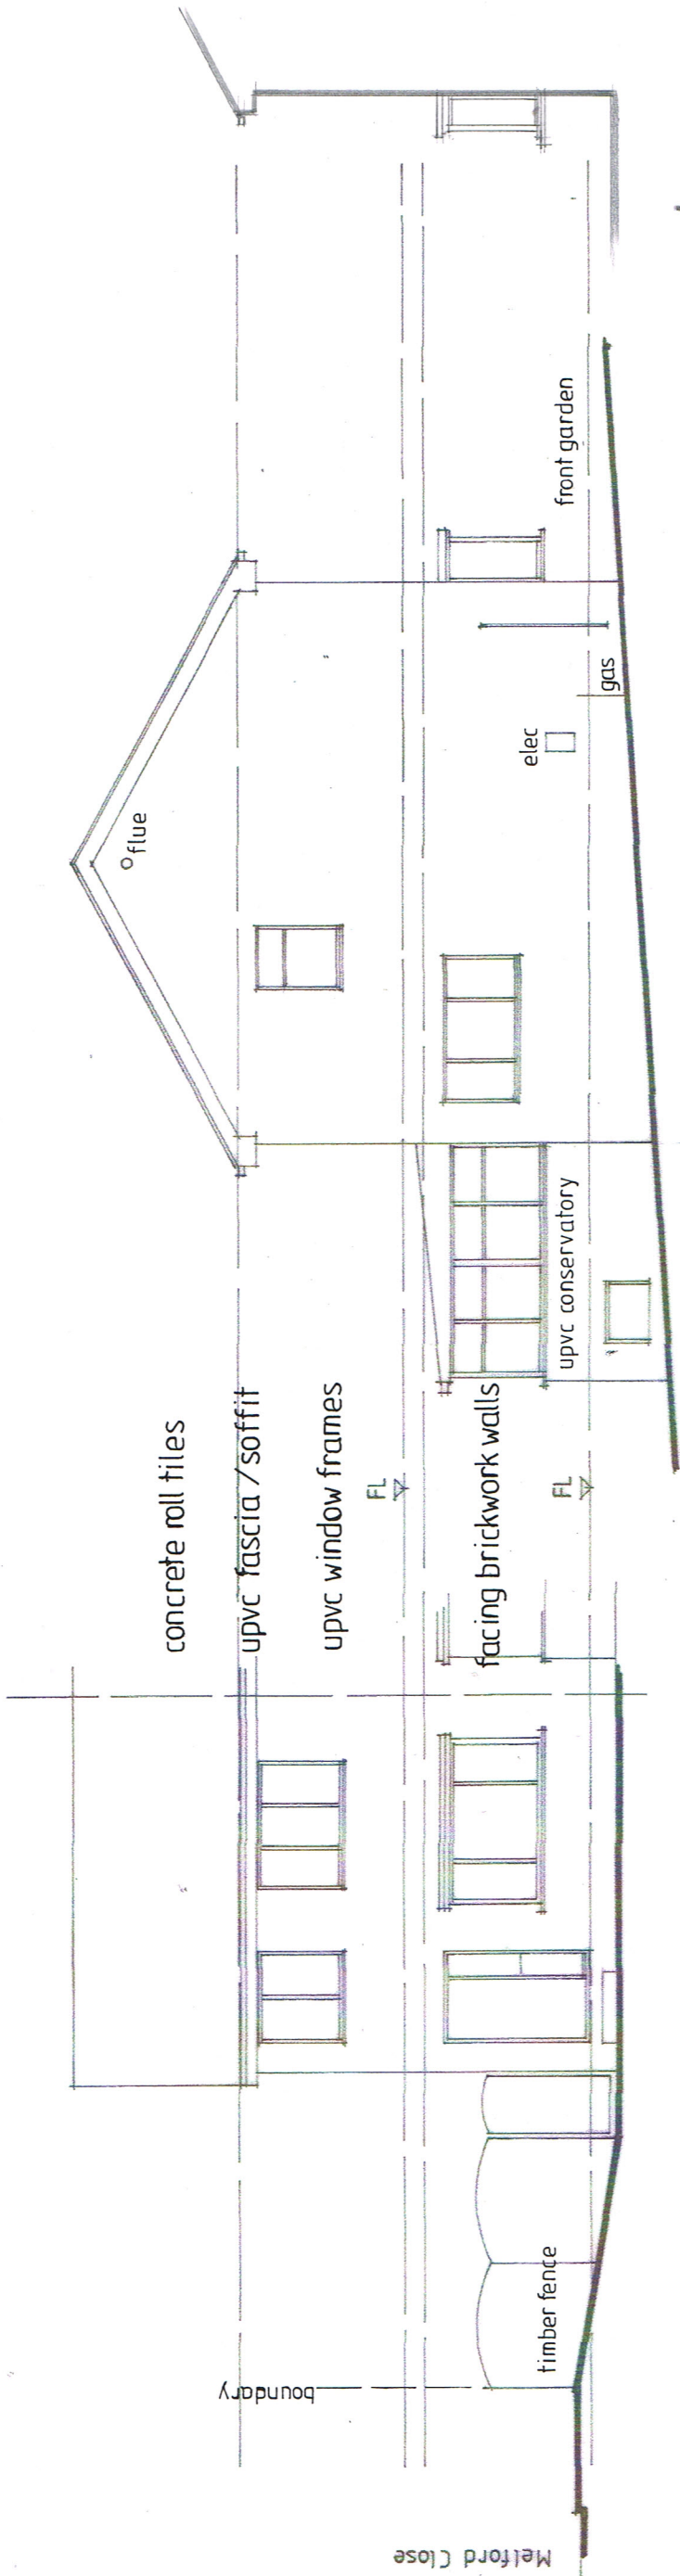 Melford Close
boundary
timber fence
concrete roll tiles
upvc fascia / soffit
upvc window frames
FL
facing brickwork walls
FL
upvc conservatory
flue
elec
gas
front garden